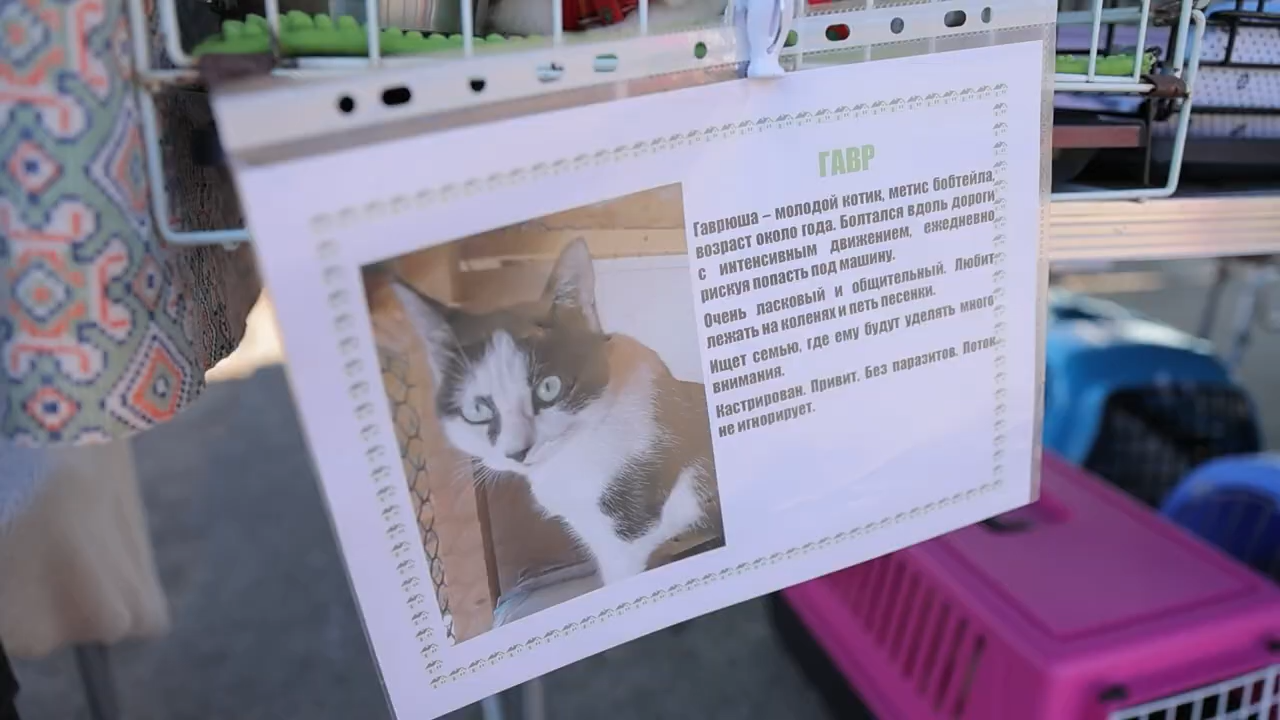 ГАВР
Гаврюша – молодой котик, метис бобтейла,
возраст около года. Болтался вдоль дороги
с интенсивным движением, ежедневно
рискуя попасть под машину.
Очень ласковый и общительный. Любит
лежать на коленях и петь песенки.
Ищет семью, где ему будут уделять много
внимания.
Кастрирован. Привит. Без паразитов. Лоток
не игнорирует.